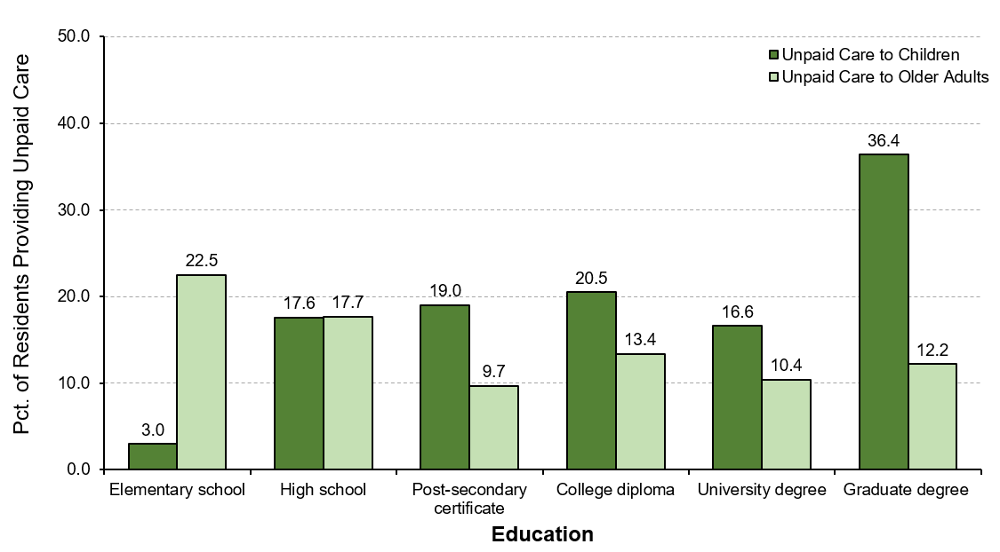 Pct. of Residents Providing Unpaid Care
50.0
40.0
30.0
20.0
10.0
0.0
Unpaid Care to Children
Unpaid Care to Older Adults
3.0
22.5
17.6
17.7
19.0
9.7
20.5
13.4
16.6
10.4
36.4
12.2
Elementary school
High school
Post-secondary
certificate
College diploma
University degree
Graduate degree
Education